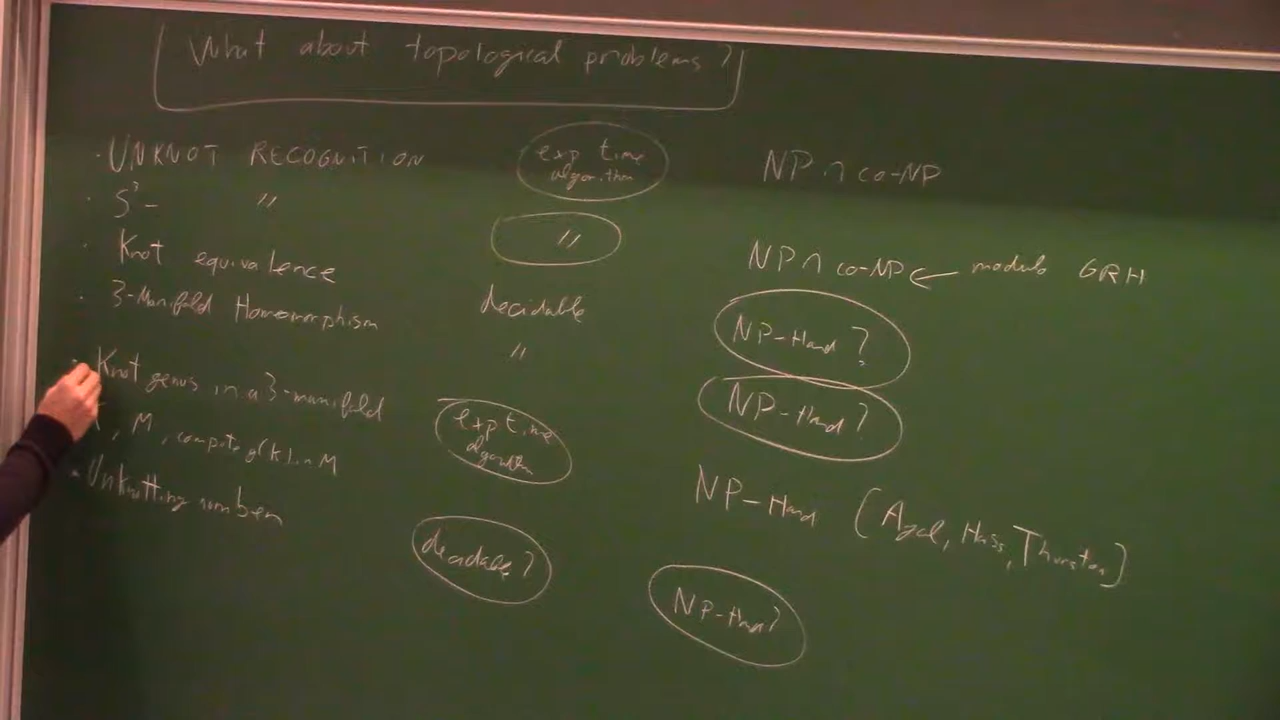 What about topological problems?
· UNKNOT RECOGNITION exp time algorithm NP ∩ co-NP
· S³- " " NP ∩ co-NP ← modulo GRH
· Knot equivalence decidable NP-Hard?
· 3-Manifold Homeomorphism " NP-Hard?
· Knot genus in a 3-manifold exp time algorithm NP-Hard (Agol, Hass, Thurston)
, M, compute g(K) in M
- Unknotting number decidable? NP-Hard?